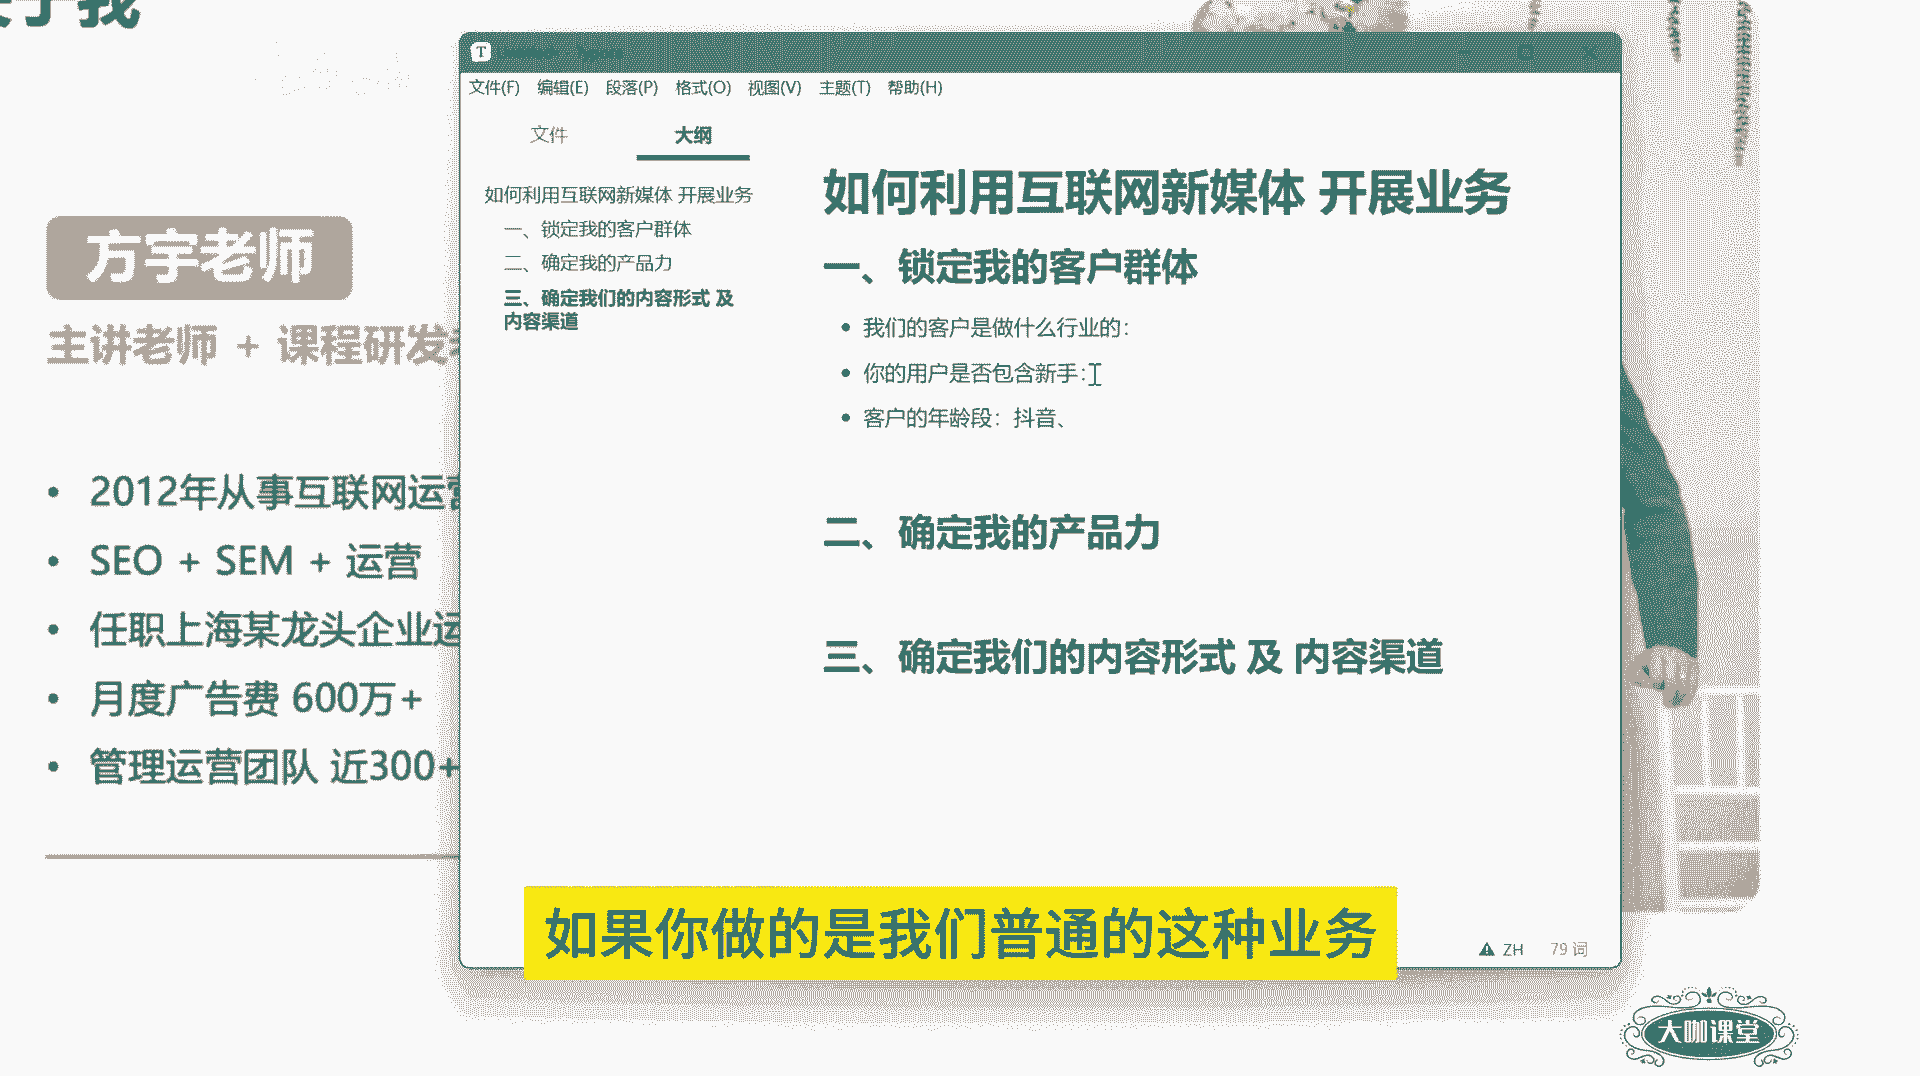 方宇老师
主讲老师 + 课程研发
2012年从事互联网运营
SEO + SEM + 运营
任职上海某龙头企业运
月度广告费 600万+
管理运营团队 近300+
T
文件(F) 编辑(E) 段落(P) 格式(O) 视图(V) 主题(T) 帮助(H)
文件 大纲
如何利用互联网新媒体 开展业务
一、锁定我的客户群体
二、确定我的产品力
三、确定我们的内容形式 及
内容渠道
如何利用互联网新媒体 开展业务
一、锁定我的客户群体
我们的客户是做什么行业的：
你的用户是否包含新手：
客户的年龄段：抖音、
二、确定我的产品力
三、确定我们的内容形式 及 内容渠道
ZH 79 词
如果你做的是我们普通的这种业务
大咖课堂